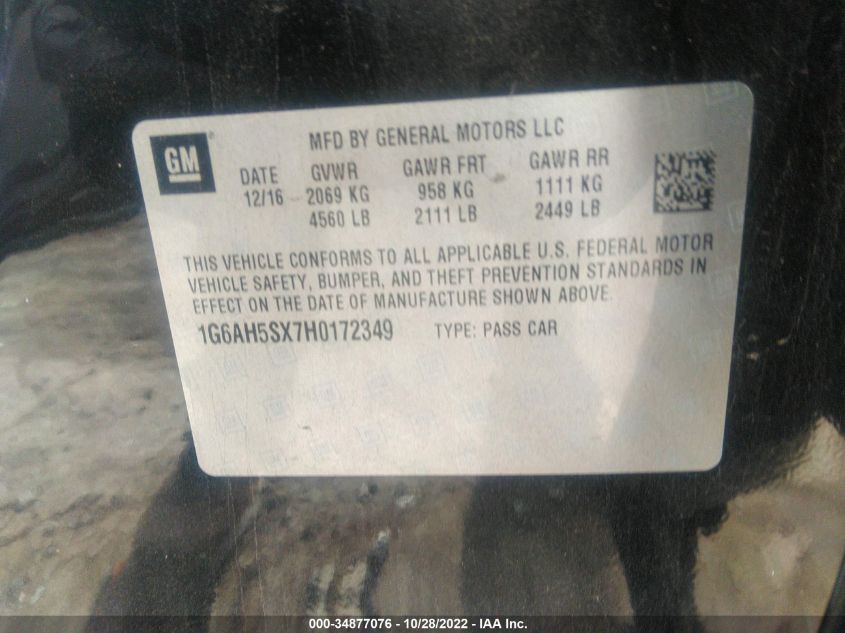 GM
MFD BY GENERAL MOTORS LLC
DATE GVWR GAWR FRT GAWR RR
12/16 2069 KG 958 KG 1111 KG
4560 LB 2111 LB 2449 LB
THIS VEHICLE CONFORMS TO ALL APPLICABLE U.S. FEDERAL MOTOR
VEHICLE SAFETY, BUMPER, AND THEFT PREVENTION STANDARDS IN
EFFECT ON THE DATE OF MANUFACTURE SHOWN ABOVE.
1G6AH5SX7H0172349 TYPE: PASS CAR
000-34877076 - 10/28/2022 - IAA Inc.